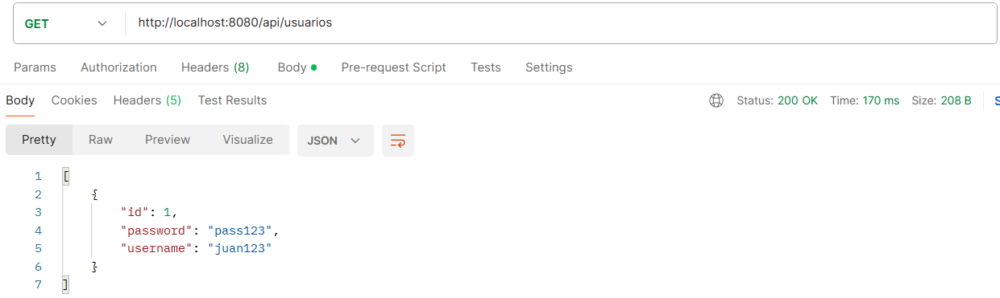 GET http://localhost:8080/api/usuarios
Params Authorization Headers (8) Body Pre-request Script Tests Settings
Body Cookies Headers (5) Test Results Status: 200 OK Time: 170 ms Size: 208 B S
Pretty Raw Preview Visualize JSON
1 [
2 {
3 "id": 1,
4 "password": "pass123",
5 "username": "juan123"
6 }
7 ]